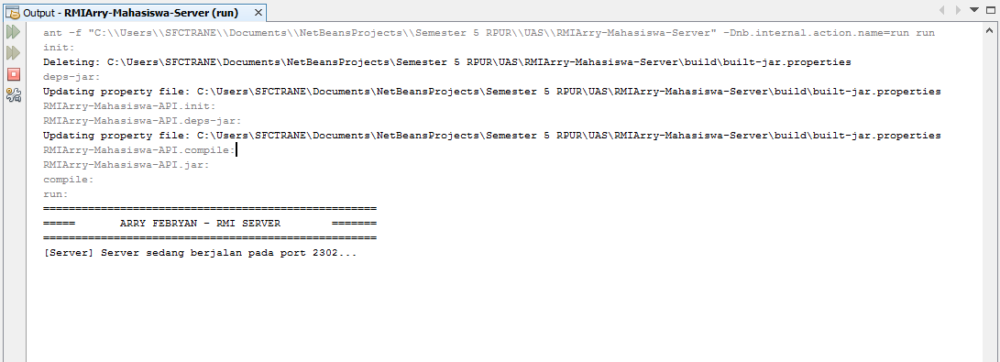 Output - RMIArry-Mahasiswa-Server (run)
ant -f "C:\\Users\\SFCTRANE\\Documents\\NetBeansProjects\\Semester 5 RPUR\\UAS\\RMIArry-Mahasiswa-Server" -Dnb.internal.action.name=run run
init:
Deleting: C:\Users\SFCTRANE\Documents\NetBeansProjects\Semester 5 RPUR\UAS\RMIArry-Mahasiswa-Server\build\built-jar.properties
deps-jar:
Updating property file: C:\Users\SFCTRANE\Documents\NetBeansProjects\Semester 5 RPUR\UAS\RMIArry-Mahasiswa-Server\build\built-jar.properties
RMIArry-Mahasiswa-API.init:
RMIArry-Mahasiswa-API.deps-jar:
Updating property file: C:\Users\SFCTRANE\Documents\NetBeansProjects\Semester 5 RPUR\UAS\RMIArry-Mahasiswa-Server\build\built-jar.properties
RMIArry-Mahasiswa-API.compile:
RMIArry-Mahasiswa-API.jar:
compile:
run:
====================================================
=====       ARRY FEBRYAN - RMI SERVER        =======
====================================================
[Server] Server sedang berjalan pada port 2302...